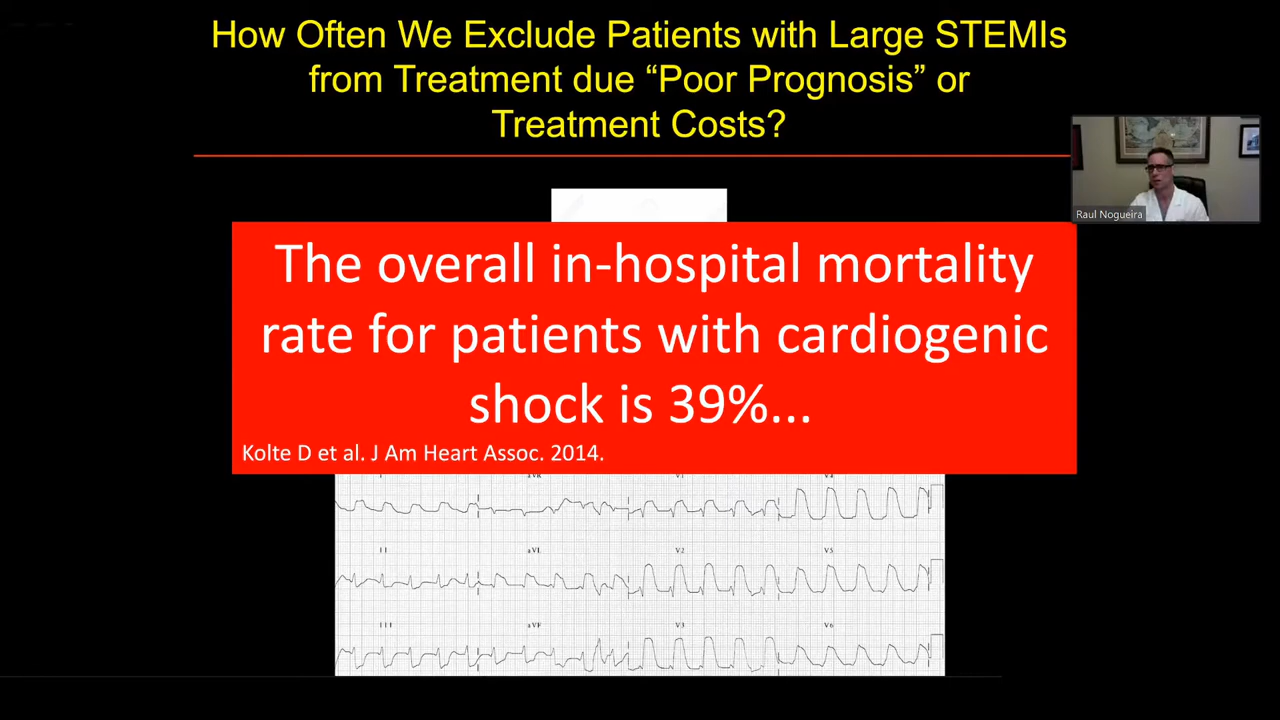 How Often We Exclude Patients with Large STEMIs
from Treatment due “Poor Prognosis” or
Treatment Costs?
Raul Nogueira
The overall in-hospital mortality
rate for patients with cardiogenic
shock is 39%...
Kolte D et al. J Am Heart Assoc. 2014.
I aVR V1 V4
II aVL V2 V5
III aVF V3 V6